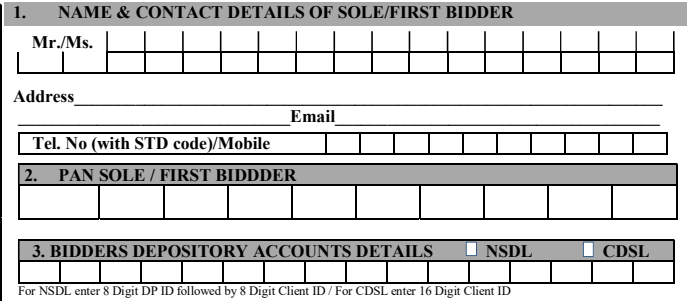 1. NAME & CONTACT DETAILS OF SOLE/FIRST BIDDER
Mr./Ms.
Address
Email
Tel. No (with STD code)/Mobile
2. PAN SOLE / FIRST BIDDDER
3. BIDDERS DEPOSITORY ACCOUNTS DETAILS NSDL CDSL
For NSDL enter 8 Digit DP ID followed by 8 Digit Client ID / For CDSL enter 16 Digit Client ID